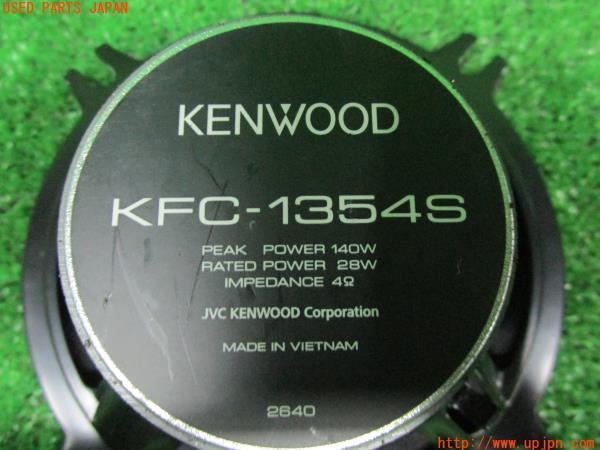 USED PARTS JAPAN
KENWOOD
KFC-1354S
PEAK POWER 140W
RATED POWER 28W
IMPEDANCE 4Ω
JVC KENWOOD Corporation
MADE IN VIETNAM
2640
http://www.upjpn.com/